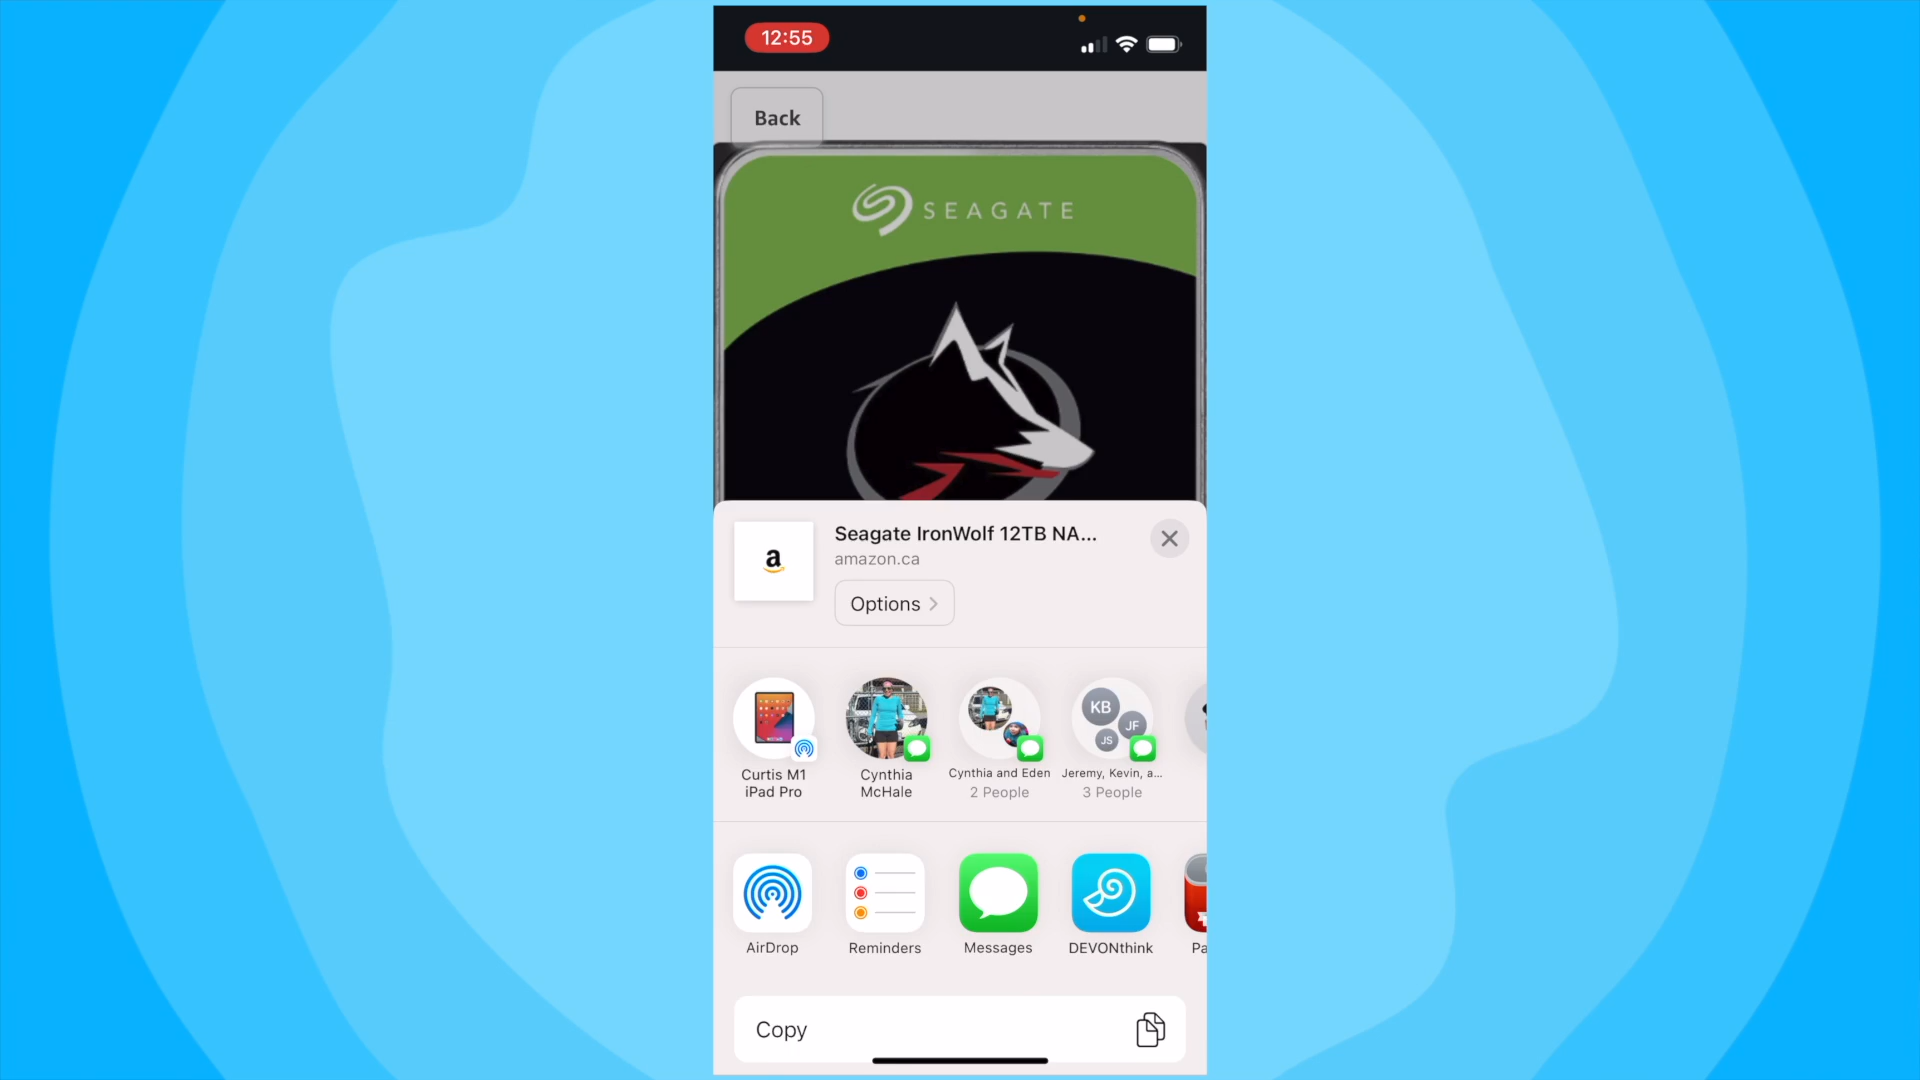 12:55
Back
SEAGATE
a
Seagate IronWolf 12TB NA...
amazon.ca
Options
KB
JF
JS
Curtis M1
iPad Pro
Cynthia
McHale
Cynthia and Eden
2 People
Jeremy, Kevin, a...
3 People
AirDrop
Reminders
Messages
DEVONthink
Pa
Copy